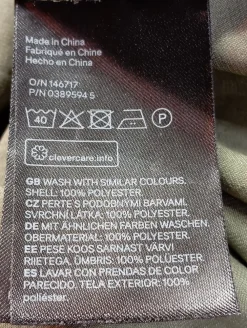 Made in China
Fabriqué en Chine
Hecho en China
O/N 146717
P/N 0389594 5
40
P
clevercare.info
GB WASH WITH SIMILAR COLOURS.
SHELL: 100% POLYESTER.
CZ PERTE S PODOBNÝMI BARVAMI.
SVRCHNÍ LÁTKA: 100% POLYESTER.
DE MIT ÄHNLICHEN FARBEN WASCHEN.
OBERMATERIAL: 100% POLYESTER.
EE PESE KOOS SARNAST VÄRVI
RIIETEGA. ÜMBRIS: 100% POLÜESTER.
ES LAVAR CON PRENDAS DE COLOR
PARECIDO. TELA EXTERIOR: 100%
poliéster.